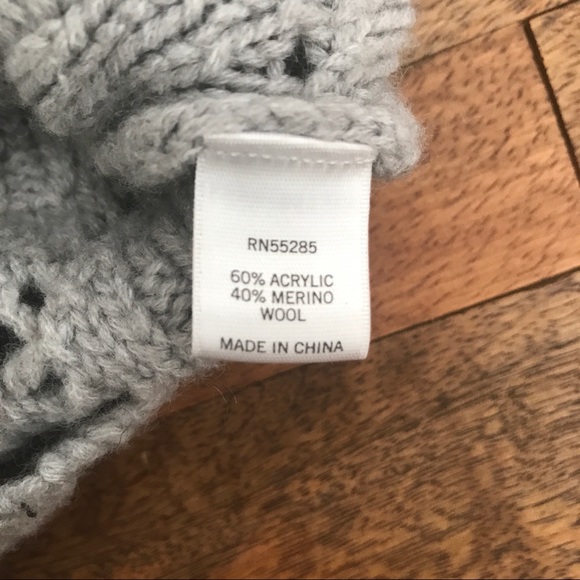 RN55285
60% ACRYLIC
40% MERINO
WOOL
MADE IN CHINA